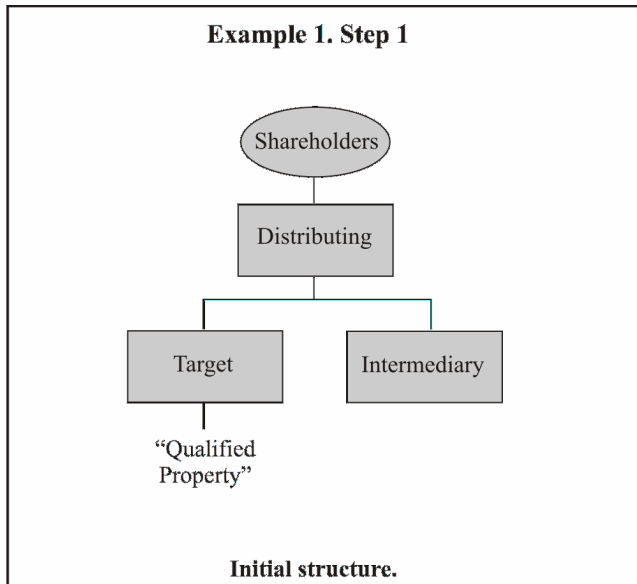 Example 1. Step 1
Shareholders
Distributing
Target
Intermediary
“Qualified
Property”
Initial structure.